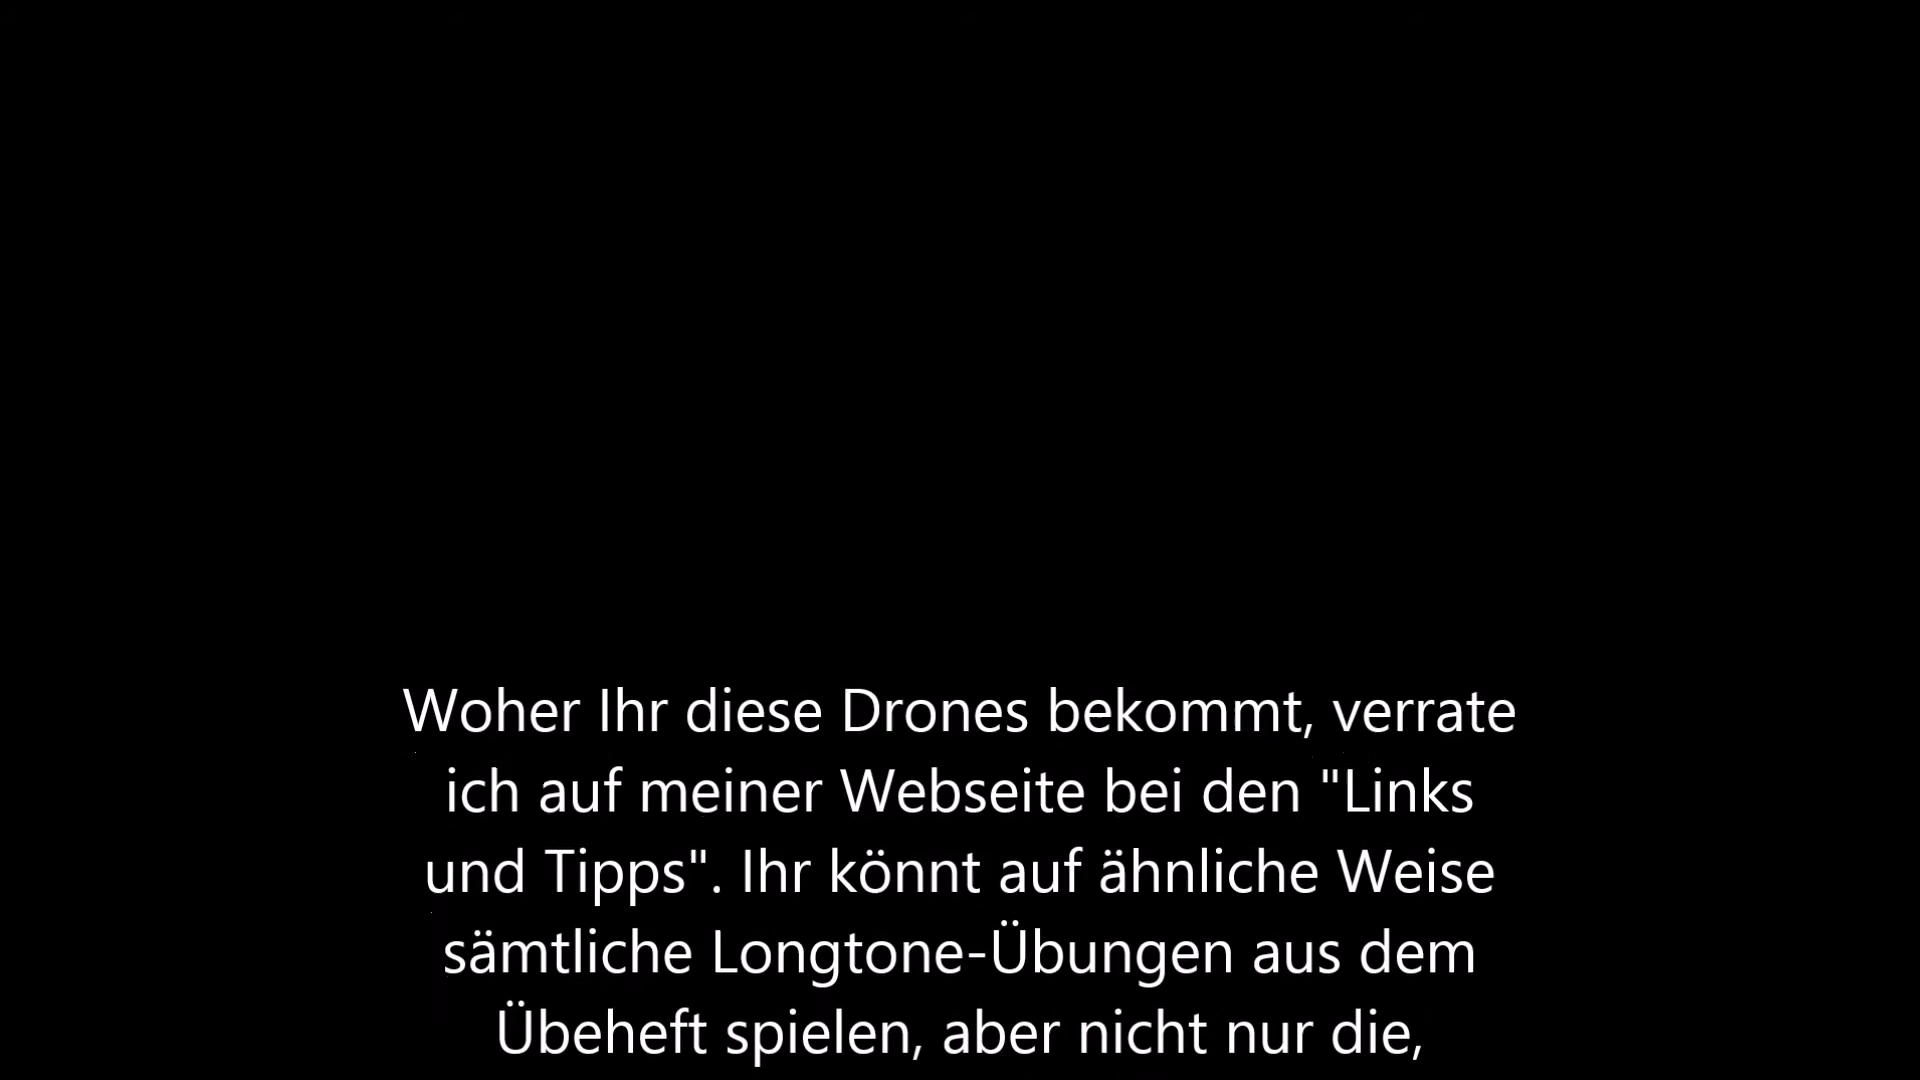 Woher Ihr diese Drones bekommt, verrate
ich auf meiner Webseite bei den "Links
und Tipps". Ihr könnt auf ähnliche Weise
sämtliche Longtone-Übungen aus dem
Übeheft spielen, aber nicht nur die,